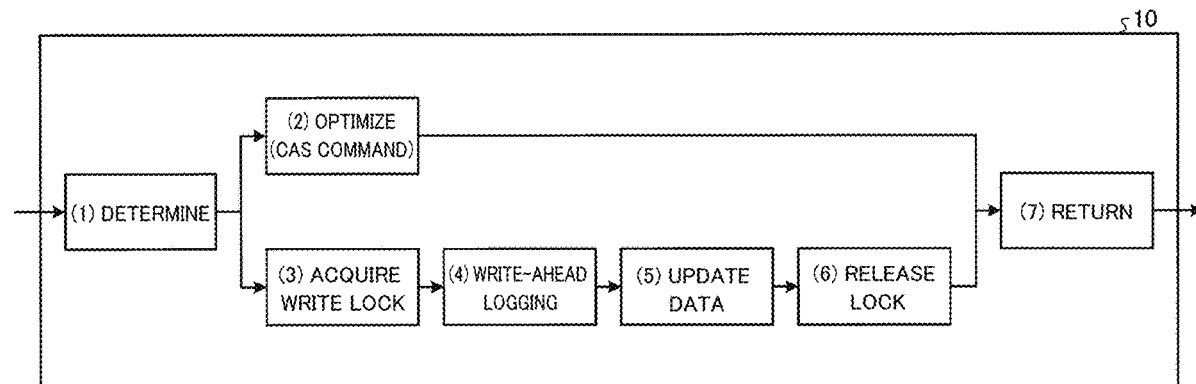 10
(1) DETERMINE
(2) OPTIMIZE
(CAS COMMAND)
(3) ACQUIRE
WRITE LOCK
(4) WRITE-AHEAD
LOGGING
(5) UPDATE
DATA
(6) RELEASE
LOCK
(7) RETURN